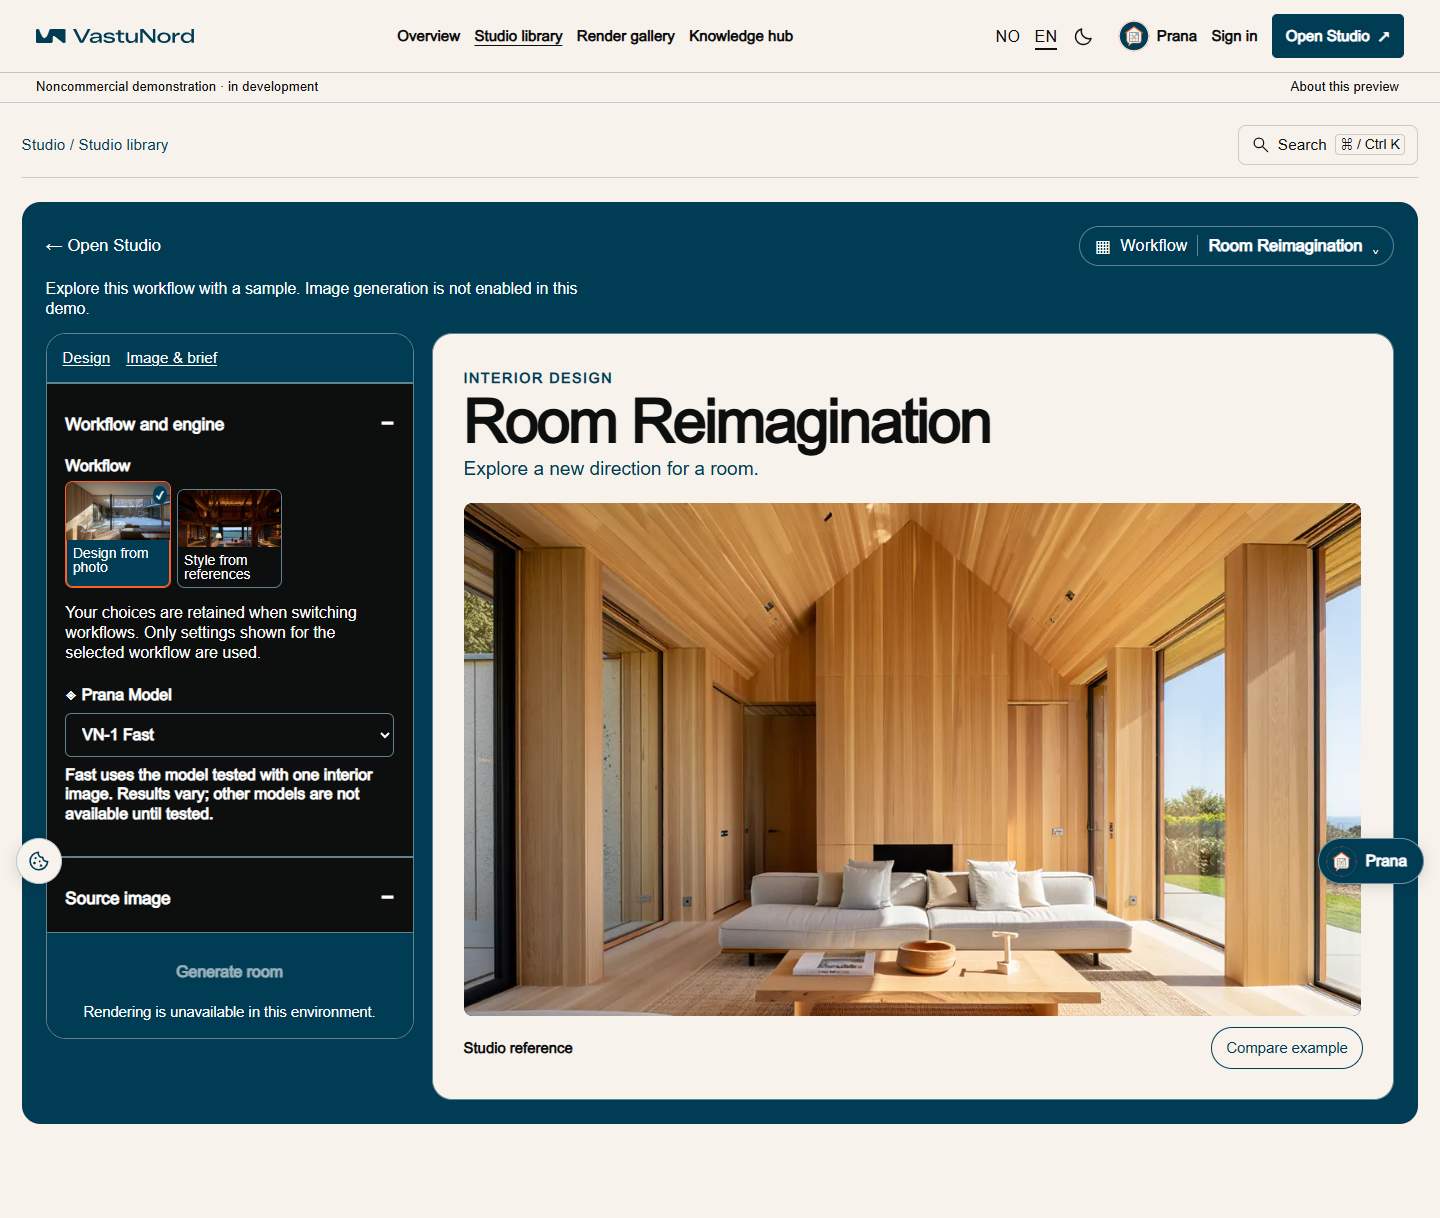 VastuNord
Overview Studio library Render gallery Knowledge hub
NO EN
Prana Sign in
Open Studio ↗
Noncommercial demonstration · in development
About this preview
Studio / Studio library
Search ⌘ / Ctrl K
← Open Studio
Workflow Room Reimagination
Explore this workflow with a sample. Image generation is not enabled in this
demo.
Design Image & brief
Workflow and engine
Workflow
Design from
photo
Style from
references
Your choices are retained when switching
workflows. Only settings shown for the
selected workflow are used.
Prana Model
VN-1 Fast
Fast uses the model tested with one interior
image. Results vary; other models are not
available until tested.
Source image
Generate room
Rendering is unavailable in this environment.
INTERIOR DESIGN
Room Reimagination
Explore a new direction for a room.
Studio reference
Compare example
Prana